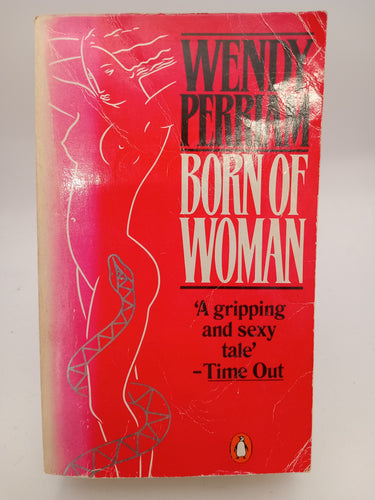 WENDY
PERRIAM
BORN OF
WOMAN
'A gripping
and sexy
tale'
–Time Out